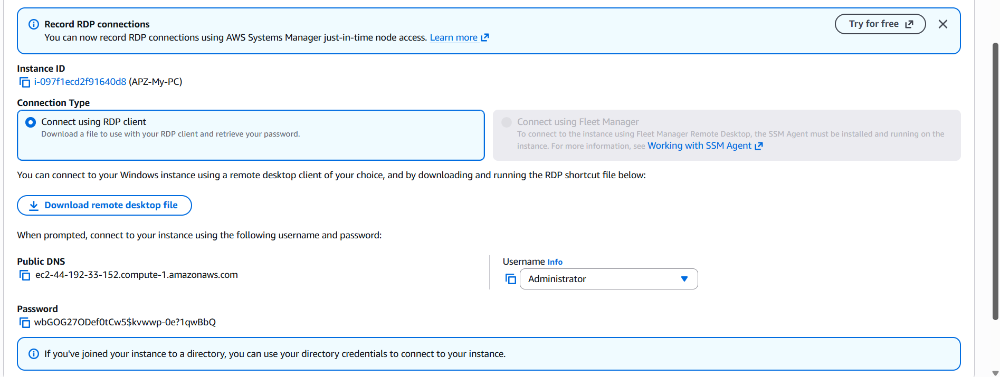 Record RDP connections
You can now record RDP connections using AWS Systems Manager just-in-time node access. Learn more
Try for free
Instance ID
i-097f1ecd2f91640d8 (APZ-My-PC)
Connection Type
Connect using RDP client
Download a file to use with your RDP client and retrieve your password.
Connect using Fleet Manager
To connect to the instance using Fleet Manager Remote Desktop, the SSM Agent must be installed and running on the
instance. For more information, see Working with SSM Agent
You can connect to your Windows instance using a remote desktop client of your choice, and by downloading and running the RDP shortcut file below:
Download remote desktop file
When prompted, connect to your instance using the following username and password:
Public DNS
ec2-44-192-33-152.compute-1.amazonaws.com
Username Info
Administrator
Password
wbGOG27ODef0tCw5$kvwwp-0e?1qwBbQ
If you've joined your instance to a directory, you can use your directory credentials to connect to your instance.